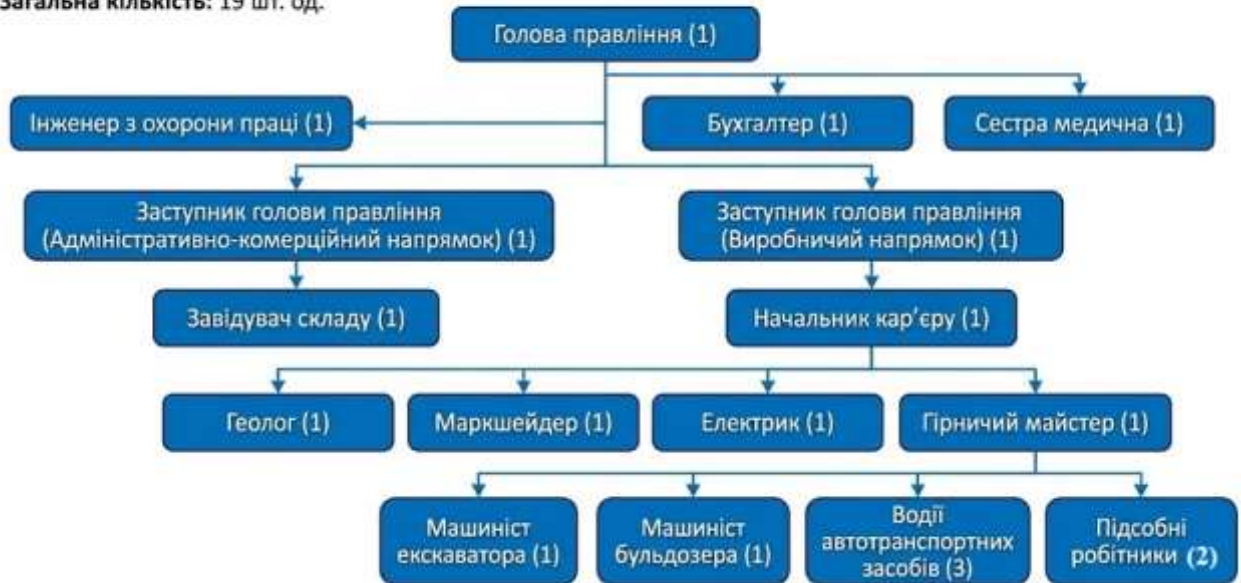 Загальна кількість: 19 шт. од.
Голова правління (1)
Інженер з охорони праці (1)
Бухгалтер (1)
Сестра медична (1)
Заступник голови правління
(Адміністративно-комерційний напрямок) (1)
Заступник голови правління
(Виробничий напрямок) (1)
Завідувач складу (1)
Начальник кар’єру (1)
Геолог (1)
Маркшейдер (1)
Електрик (1)
Гірничий майстер (1)
Машиніст
екскаватора (1)
Машиніст
бульдозера (1)
Водії
автотранспортних
засобів (3)
Підсобні
робітники (2)